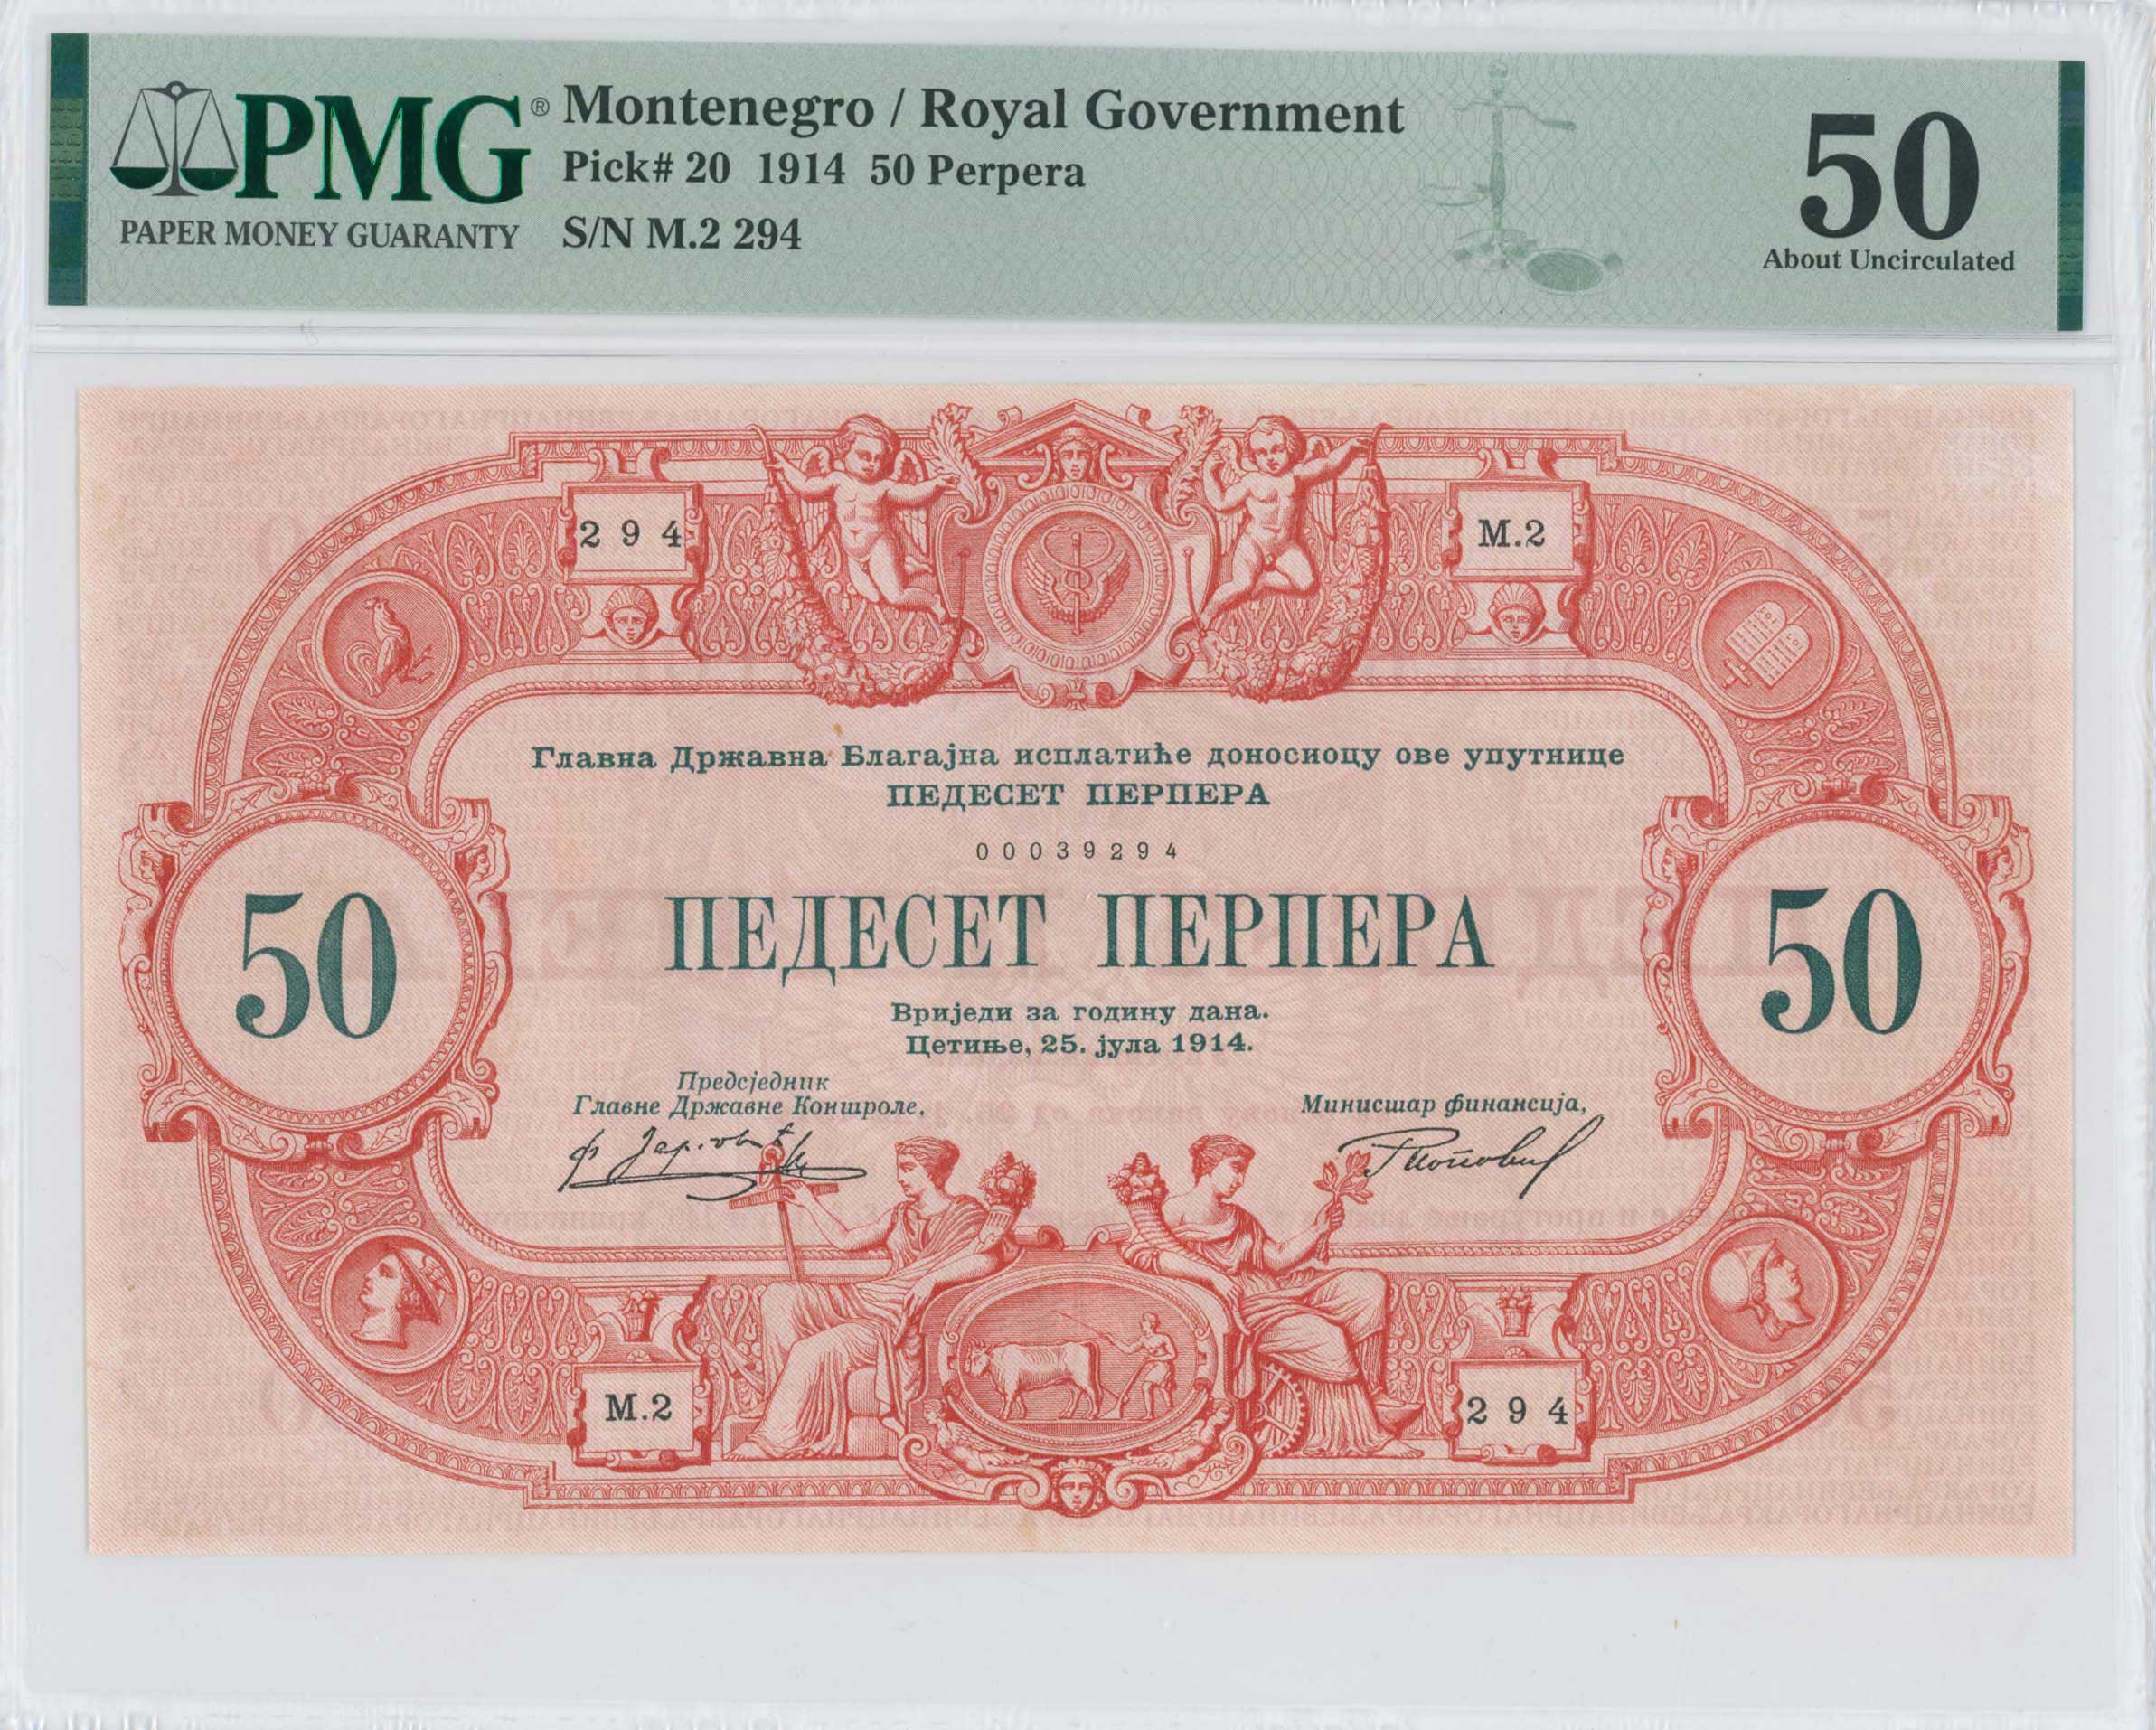 PMG® Montenegro / Royal Government
Pick# 20 1914 50 Perpera
PAPER MONEY GUARANTY S/N M.2 294
50
About Uncirculated
294 М.2
Главна Државна Благајна исплатиће доносиоцу ове упутнице
ПЕДЕСЕТ ПЕРПЕРА
00039294
50 ПЕДЕСЕТ ПЕРПЕРА 50
Вриједи за годину дана.
Цетиње, 25. јула 1914.
Предсједник
Главне Државне Контроле,
Министар финансија,
М.2 294